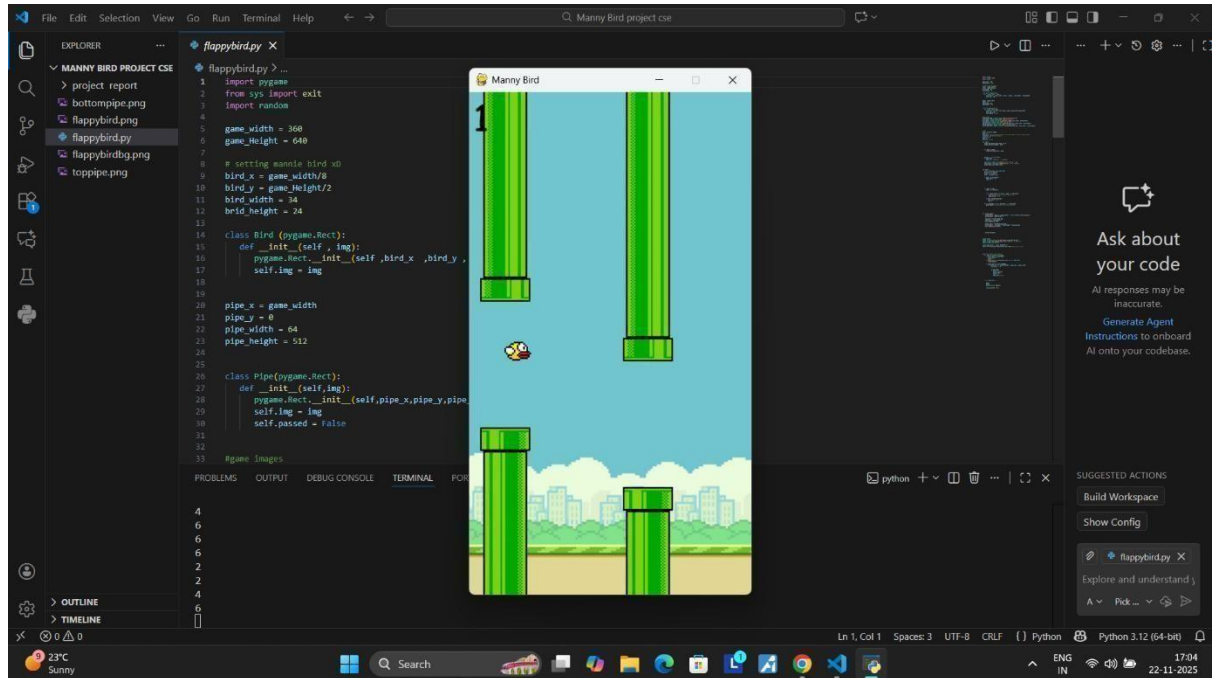 File Edit Selection View Go Run Terminal Help
Manny Bird project cse
EXPLORER
MANNY BIRD PROJECT CSE
project report
bottompipe.png
flappybird.png
flappybird.py
flappybirdbg.png
toppipe.png
OUTLINE
TIMELINE
flappybird.py
flappybird.py > ...
1 import pygame
2 from sys import exit
3 import random
4
5 game_width = 360
6 game_Height = 640
7
8 # setting mannie bird xD
9 bird_x = game_width/8
10 bird_y = game_Height/2
11 bird_width = 34
12 brid_height = 24
13
14 class Bird (pygame.Rect):
15 def __init__(self , img):
16 pygame.Rect.__init__(self ,bird_x ,bird_y ,
17 self.img = img
18
19
20 pipe_x = game_width
21 pipe_y = 0
22 pipe_width = 64
23 pipe_height = 512
24
25
26 class Pipe(pygame.Rect):
27 def __init__(self,img):
28 pygame.Rect.__init__(self,pipe_x,pipe_y,pipe_
29 self.img = img
30 self.passed = False
31
32
33 #game images
Manny Bird
1
PROBLEMS OUTPUT DEBUG CONSOLE TERMINAL POR
python
4
6
6
6
2
2
4
6
Ask about
your code
AI responses may be
inaccurate.
Generate Agent
Instructions to onboard
AI onto your codebase.
SUGGESTED ACTIONS
Build Workspace
Show Config
flappybird.py
Explore and understand y
Pick ...
0 0
Ln 1, Col 1 Spaces: 3 UTF-8 CRLF {} Python Python 3.12 (64-bit)
9
23°C
Sunny
Search
ENG
IN
17:04
22-11-2025